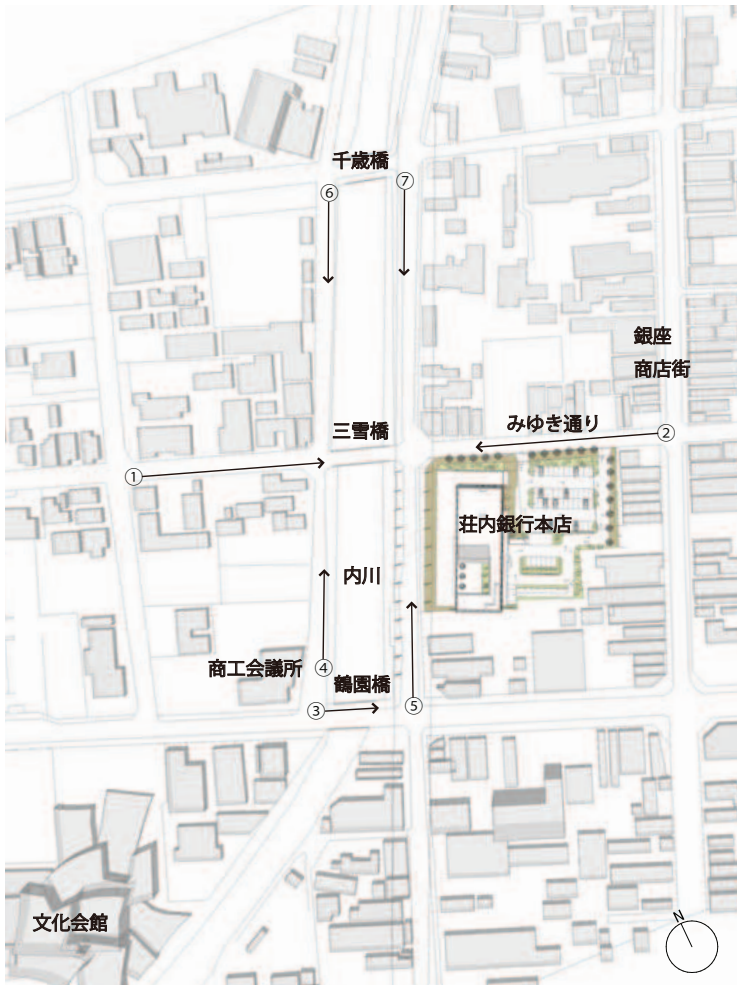 千歳橋
⑥
⑦
銀座
商店街
三雪橋
みゆき通り
②
①
荘内銀行本店
内川
商工会議所
④
鶴園橋
③
⑤
文化会館
N